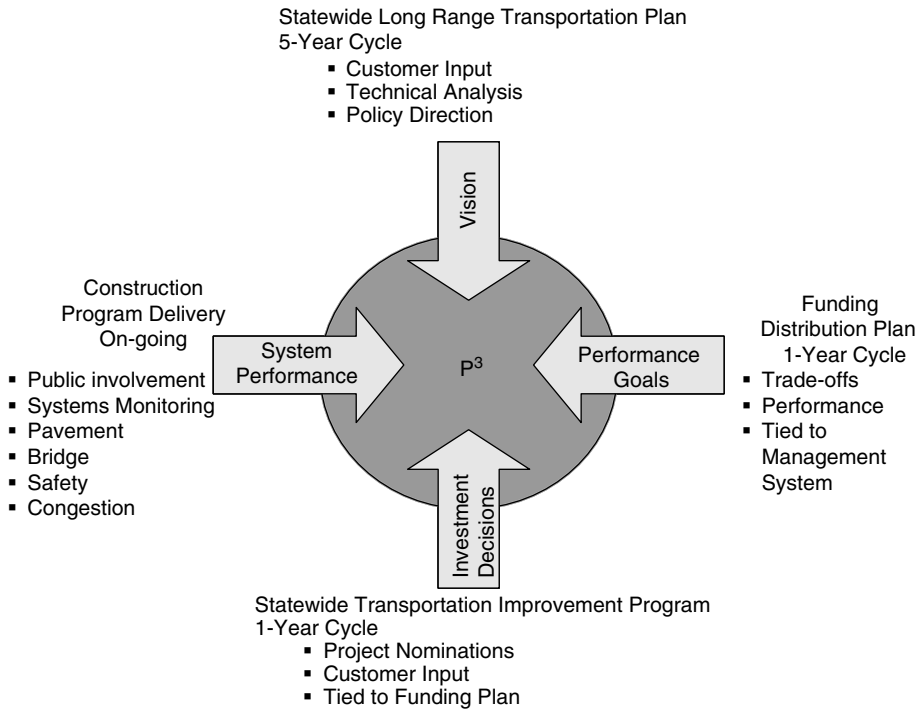 Statewide Long Range Transportation Plan
5-Year Cycle
▪ Customer Input
▪ Technical Analysis
▪ Policy Direction
Vision
Construction
Program Delivery
On-going
▪ Public involvement
▪ Systems Monitoring
▪ Pavement
▪ Bridge
▪ Safety
▪ Congestion
System
Performance
P³
Performance
Goals
Funding
Distribution Plan
1-Year Cycle
▪ Trade-offs
▪ Performance
▪ Tied to
Management
System
Investment
Decisions
Statewide Transportation Improvement Program
1-Year Cycle
▪ Project Nominations
▪ Customer Input
▪ Tied to Funding Plan